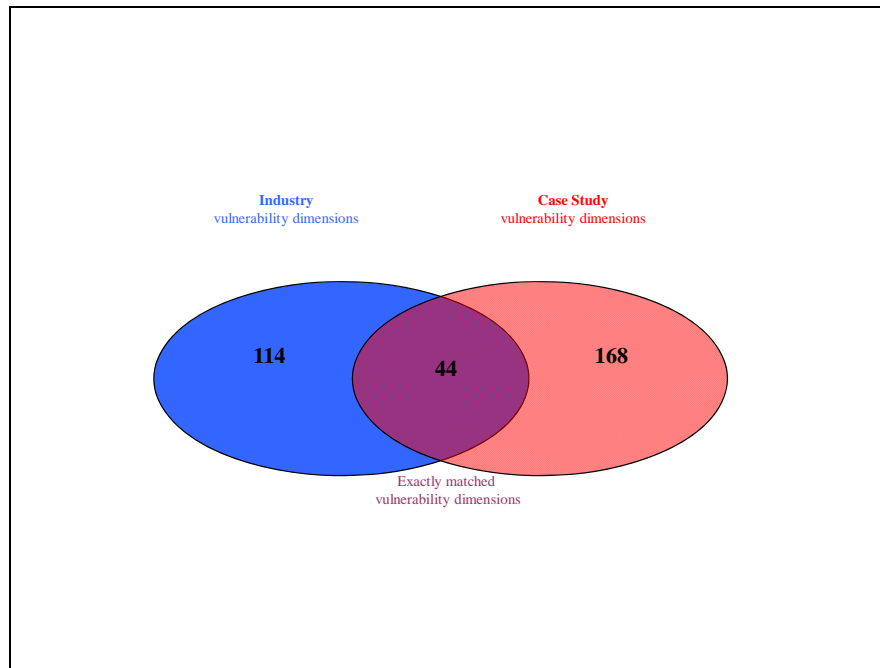 Industry
vulnerability dimensions
Case Study
vulnerability dimensions
114
44
168
Exactly matched
vulnerability dimensions